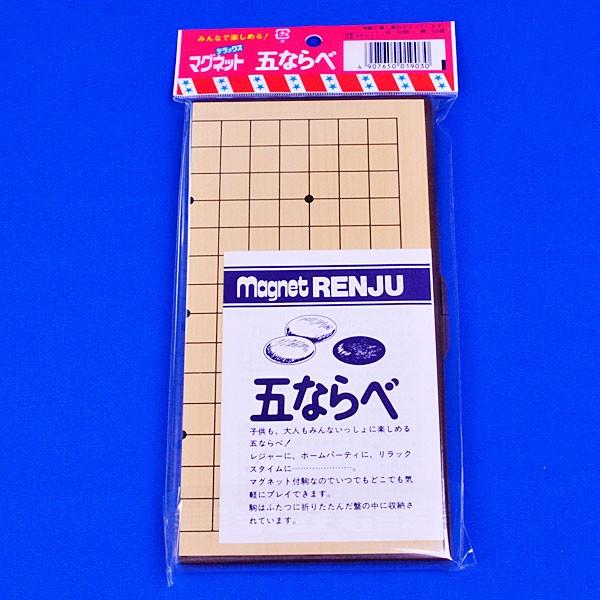 みんなで楽しめる!
デラックス
マグネット 五ならべ
4 907650 019030
magnet RENJU
五ならべ
子供も、大人もみんないっしょに楽しめる
五ならべ!
レジャーに、ホームパーティに、リラック
スタイムに…………………。
マグネット付駒なのでいつでもどこでも気
軽にプレイできます。
駒はふたつに折りたたんだ盤の中に収納さ
れています。